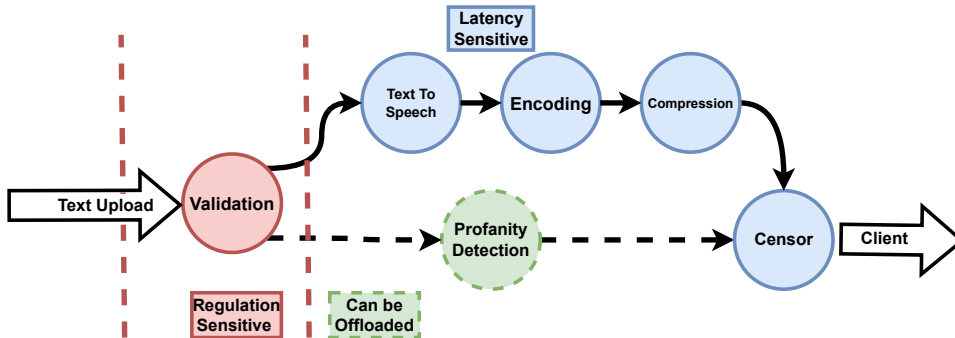 Latency
Sensitive
Text To
Speech
Encoding
Compression
Text Upload
Validation
Profanity
Detection
Censor
Client
Regulation
Sensitive
Can be
Offloaded